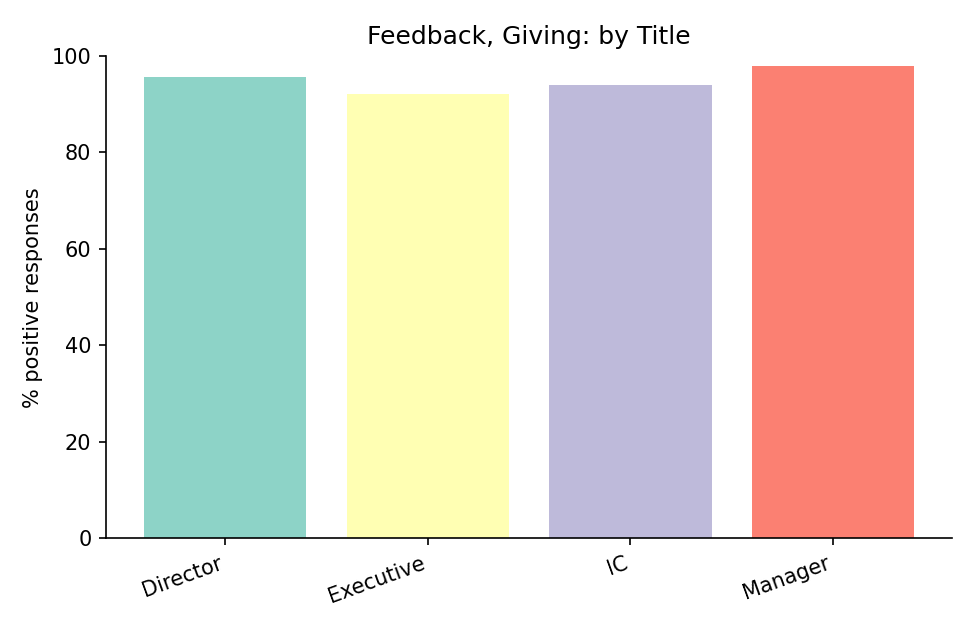 Feedback, Giving: by Title
% positive responses
100
80
60
40
20
0
Director
Executive
IC
Manager